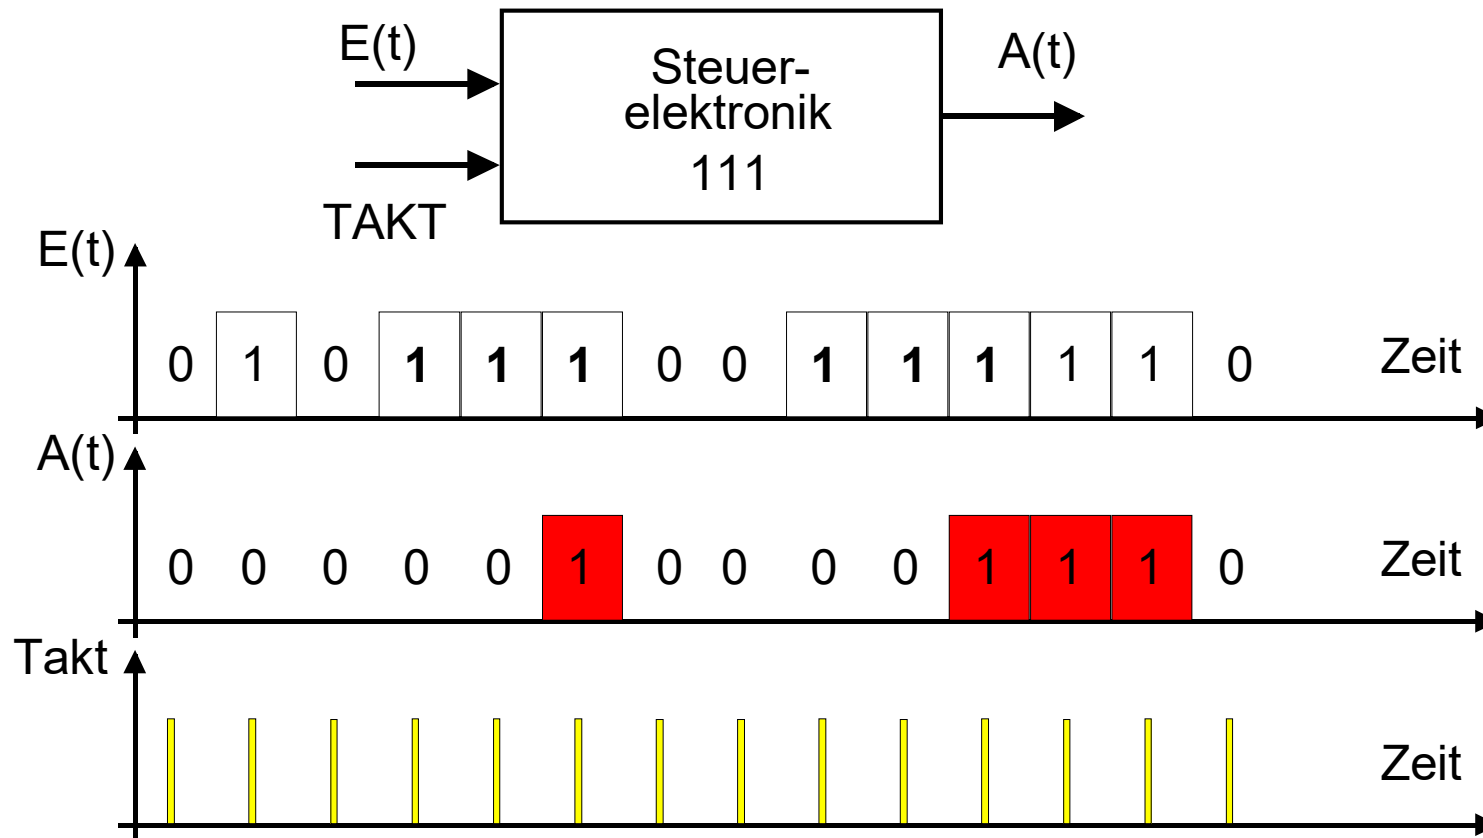 E(t)
Steuer-
elektronik
111
A(t)
TAKT
E(t)
0 1 0 1 1 1 0 0 1 1 1 1 1 0 Zeit
A(t)
0 0 0 0 0 1 0 0 0 0 1 1 1 0 Zeit
Takt
Zeit